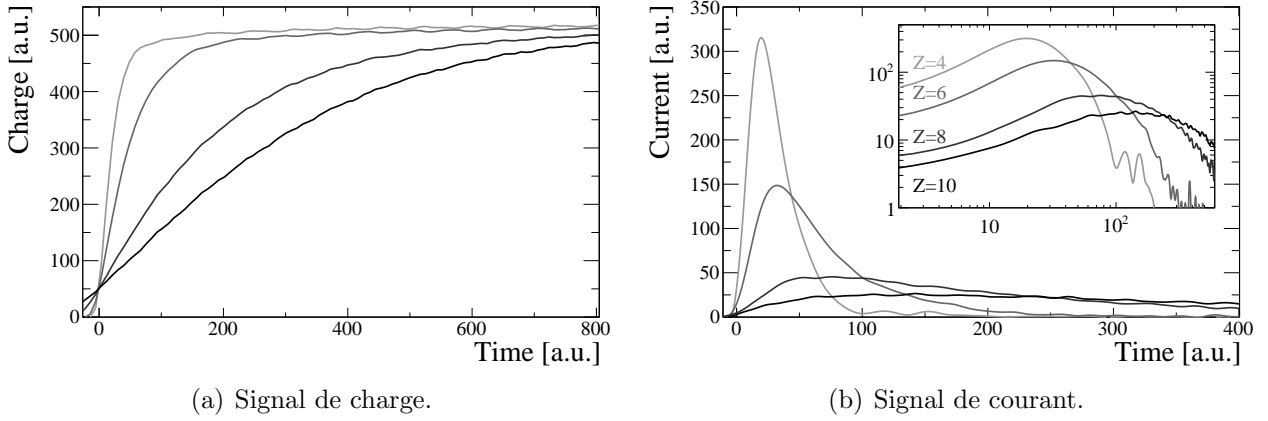 Charge [a.u.]
500
400
300
200
100
0
0 200 400 600 800
Time [a.u.]
(a) Signal de charge.
Current [a.u.]
350
300
250
200
150
100
50
0
0 100 200 300 400
Time [a.u.]
Z=4
Z=6
Z=8
Z=10
10²
10
1
10 10²
(b) Signal de courant.